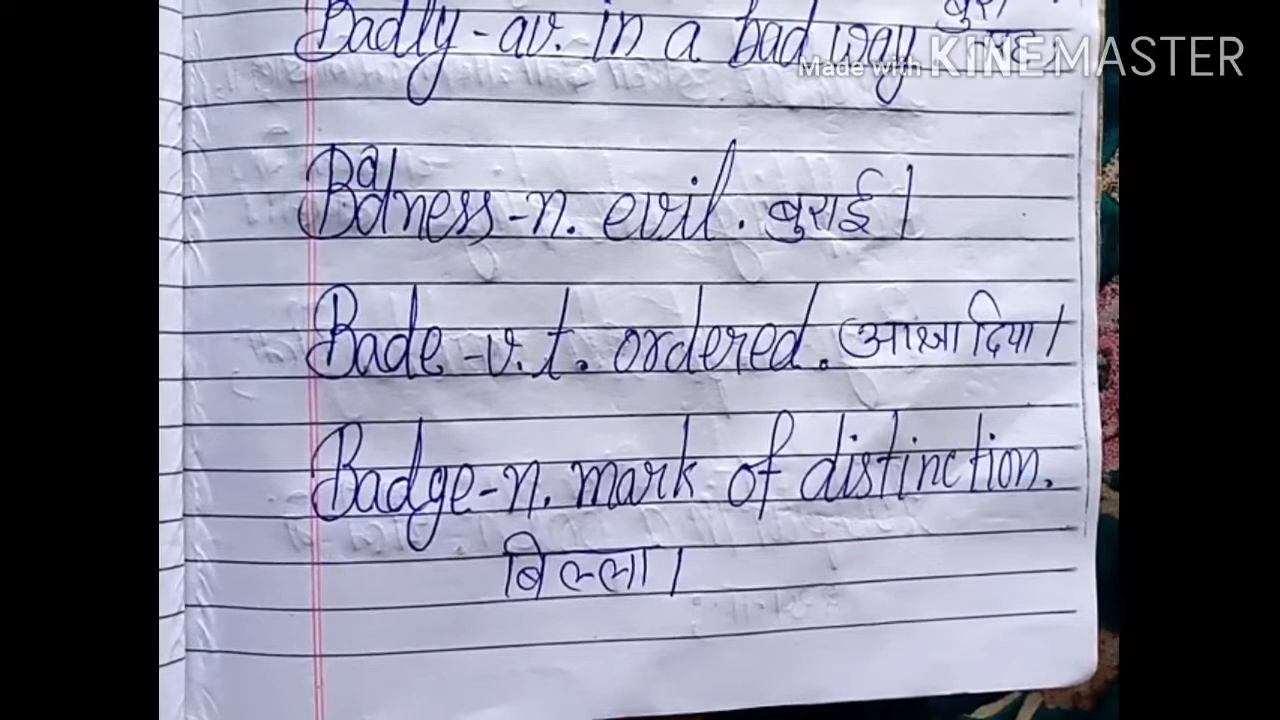 Badly - av. in a bad way
Made with KINEMASTER
Badness - n. evil. बुराई।
Bade - v. t. ordered. आज्ञा दिया।
Badge - n. mark of distinction.
बिल्ला।